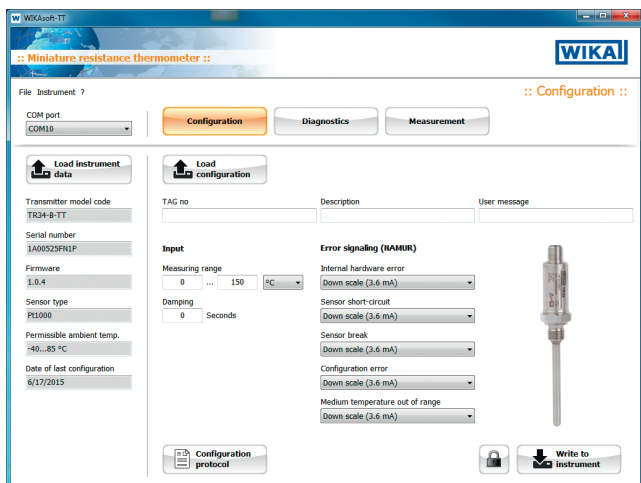 WIKAsoft-TT
:: Miniature resistance thermometer ::
WIKA
File Instrument ?
:: Configuration ::
COM port
COM10
Configuration
Diagnostics
Measurement
Load instrument data
Load configuration
Transmitter model code
TR34-B-TT
TAG no
Description
User message
Serial number
1A00525FN1P
Input
Error signaling (NAMUR)
Firmware
1.0.4
Measuring range
0 ... 150 °C
Internal hardware error
Down scale (3.6 mA)
Sensor type
Pt1000
Damping
0 Seconds
Sensor short-circuit
Down scale (3.6 mA)
Permissible ambient temp.
-40...85 °C
Sensor break
Down scale (3.6 mA)
Date of last configuration
6/17/2015
Configuration error
Down scale (3.6 mA)
Medium temperature out of range
Down scale (3.6 mA)
Configuration protocol
Write to instrument